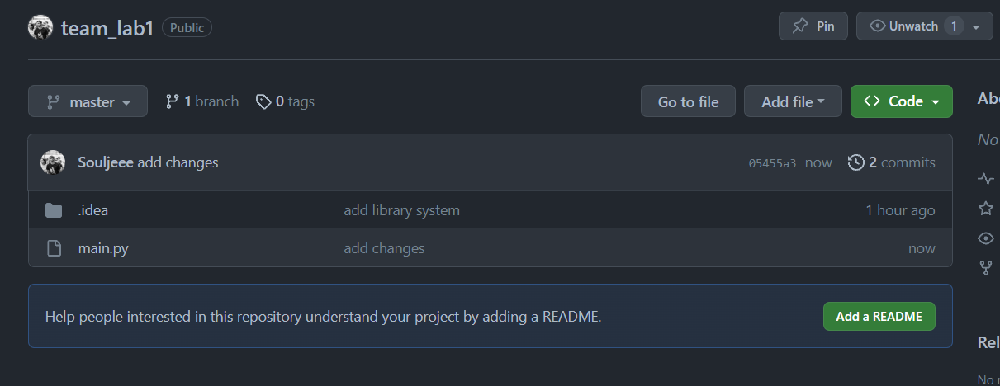 team_lab1 Public Pin Unwatch 1
master 1 branch 0 tags Go to file Add file Code
Souljeee add changes 05455a3 now 2 commits
.idea add library system 1 hour ago
main.py add changes now
Help people interested in this repository understand your project by adding a README. Add a README
Abo
No
Rel
No